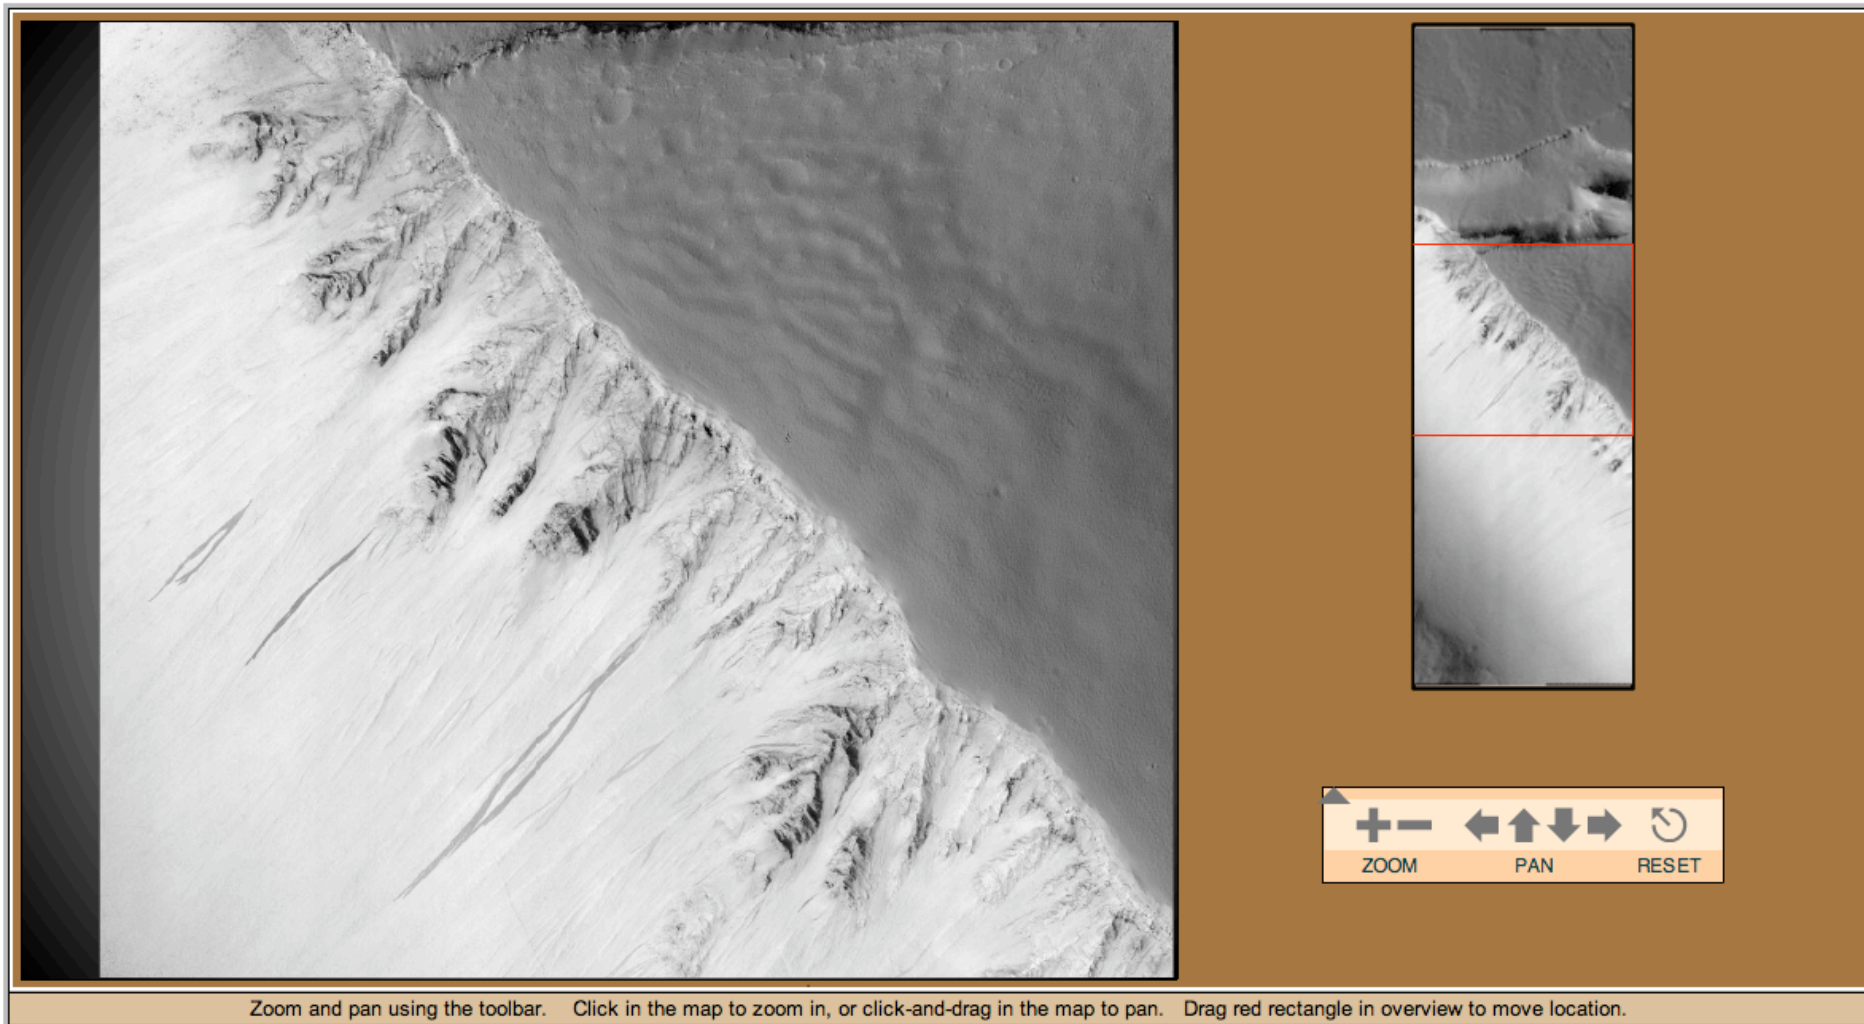 ZOOM PAN RESET
Zoom and pan using the toolbar. Click in the map to zoom in, or click-and-drag in the map to pan. Drag red rectangle in overview to move location.